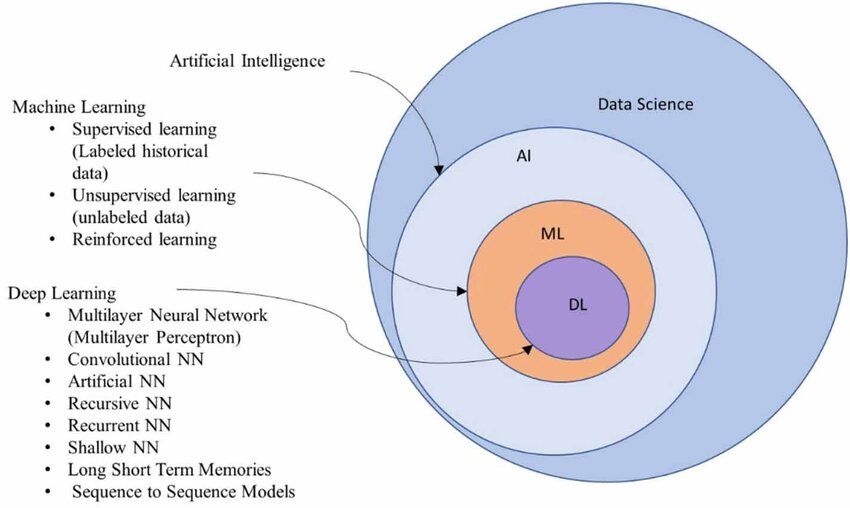 Artificial Intelligence
Machine Learning
• Supervised learning
(Labeled historical
data)
• Unsupervised learning
(unlabeled data)
• Reinforced learning
Deep Learning
• Multilayer Neural Network
(Multilayer Perceptron)
• Convolutional NN
• Artificial NN
• Recursive NN
• Recurrent NN
• Shallow NN
• Long Short Term Memories
• Sequence to Sequence Models
Data Science
AI
ML
DL